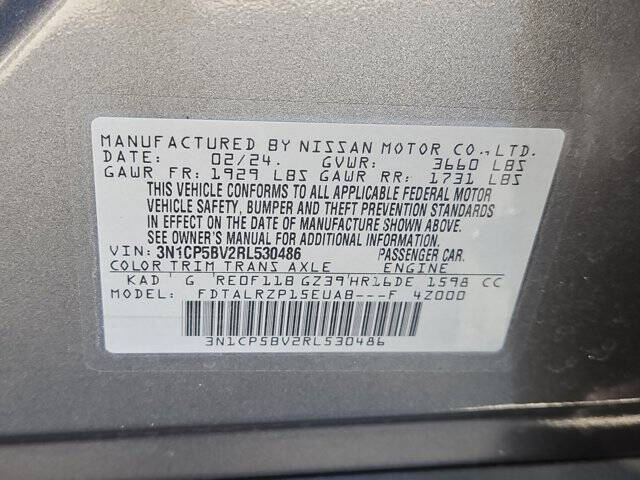 MANUFACTURED BY NISSAN MOTOR CO.,LTD.
DATE: 02/24. GVWR: 3660 LBS
GAWR FR: 1929 LBS GAWR RR: 1731 LBS
THIS VEHICLE CONFORMS TO ALL APPLICABLE FEDERAL MOTOR
VEHICLE SAFETY, BUMPER AND THEFT PREVENTION STANDARDS
IN EFFECT ON THE DATE OF MANUFACTURE SHOWN ABOVE.
SEE OWNER'S MANUAL FOR ADDITIONAL INFORMATION.
VIN: 3N1CP5BV2RL530486 PASSENGER CAR.
COLOR TRIM TRANS AXLE ENGINE
KAD G RE0F11B GZ39 HR16DE 1598 CC
FDTALRZP15EUAB---F 4Z000
3N1CP5BV2RL530486